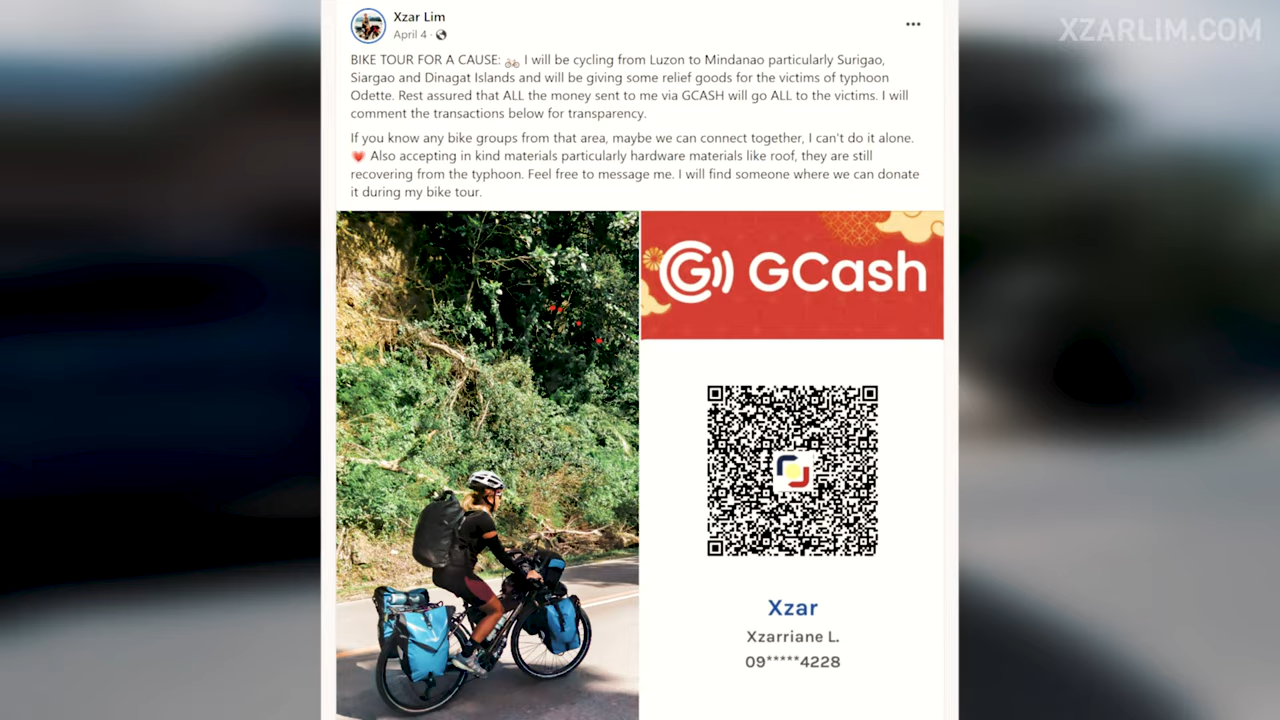 XZARLIM.COM
Xzar Lim
April 4 ·
BIKE TOUR FOR A CAUSE: 🚲 I will be cycling from Luzon to Mindanao particularly Surigao,
Siargao and Dinagat Islands and will be giving some relief goods for the victims of typhoon
Odette. Rest assured that ALL the money sent to me via GCASH will go ALL to the victims. I will
comment the transactions below for transparency.
If you know any bike groups from that area, maybe we can connect together, I can't do it alone.
❤️ Also accepting in kind materials particularly hardware materials like roof, they are still
recovering from the typhoon. Feel free to message me. I will find someone where we can donate
it during my bike tour.
GCash
Xzar
Xzarriane L.
09*****4228